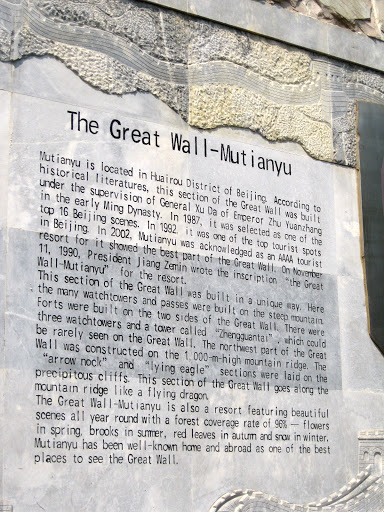 The Great Wall-Mutianyu
Mutianyu is located in Huairou District of Beijing. According to
historical literatures, this section of the Great Wall was built
under the supervision of General Xu Da of Emperor Zhu Yuanzhang
in the early Ming Dynasty. In 1987, it was selected as one of the
top 16 Beijing scenes. In 1992, it was one of the top tourist spots
in Beijing. In 2002, Mutianyu was acknowledged as an AAAA tourist
resort for it showed the best part of the Great Wall. On November
11, 1990, President Jiang Zemin wrote the inscription "the Great
Wall-Mutianyu" for the resort.
This section of the Great Wall was built in a unique way. Here
the many watchtowers and passes were built on the steep mountain.
Forts were built on the two sides of the Great Wall. There were
three watchtowers and a tower called "Zhengguantai", which could
be rarely seen on the Great Wall. The northwest part of the Great
Wall was constructed on the 1,000-m-high mountain ridge. The
"arrow nock" and "lying eagle" sections were laid on the
precipitous cliffs. This section of the Great Wall goes along the
mountain ridge like a flying dragon.
The Great Wall-Mutianyu is also a resort featuring beautiful
scenes all year round with a forest coverage rate of 96% — flowers
in spring, brooks in summer, red leaves in autumn and snow in winter.
Mutianyu has been well-known home and abroad as one of the best
places to see the Great Wall.